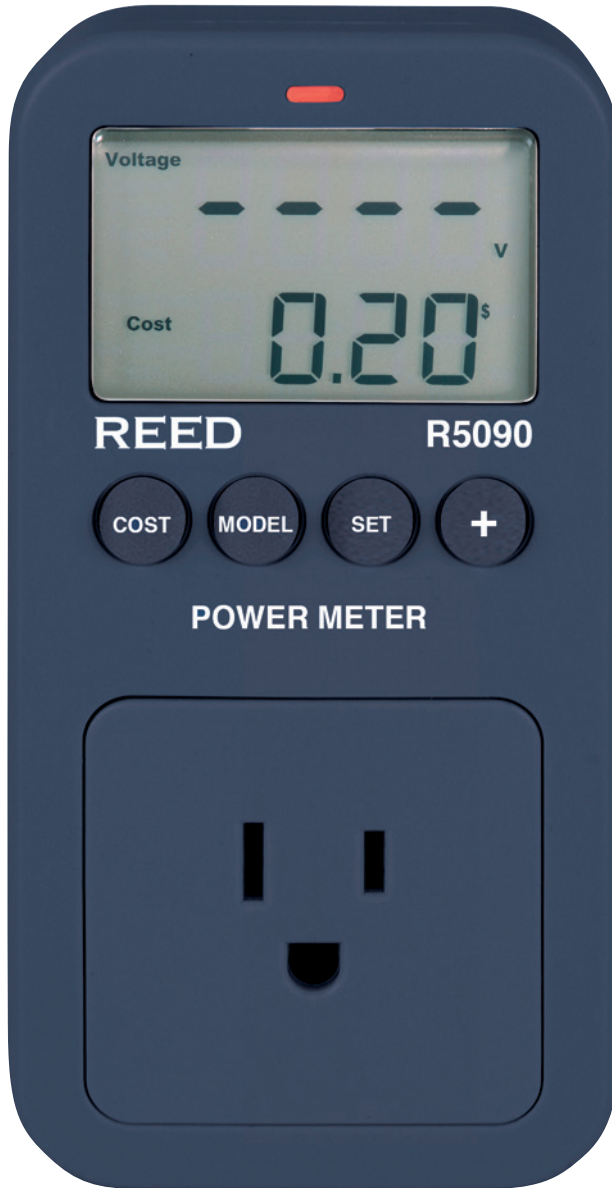 Voltage
- - - -
V
Cost 0.20 $
REED R5090
COST MODEL SET +
POWER METER